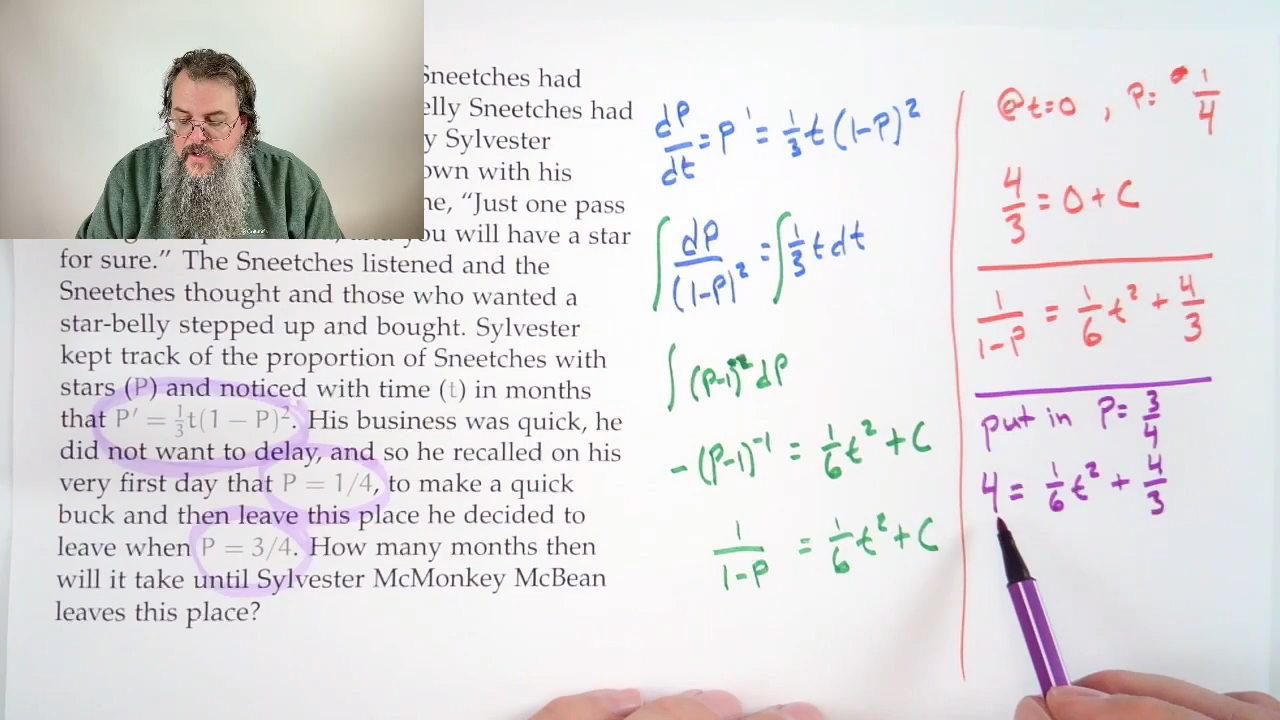 Sneetches had
elly Sneetches had
y Sylvester
own with his
ne, “Just one pass
you will have a star
for sure.” The Sneetches listened and the
Sneetches thought and those who wanted a
star-belly stepped up and bought. Sylvester
kept track of the proportion of Sneetches with
stars (P) and noticed with time (t) in months
that P′ = 1/3 t(1 − P)². His business was quick, he
did not want to delay, and so he recalled on his
very first day that P = 1/4, to make a quick
buck and then leave this place he decided to
leave when P = 3/4. How many months then
will it take until Sylvester McMonkey McBean
leaves this place?
dP/dt = P' = 1/3 t (1-P)²
∫ dP/(1-P)² = ∫ 1/3 t dt
∫ (P-1)⁻² dP
-(P-1)⁻¹ = 1/6 t² + C
1/(1-P) = 1/6 t² + C
@ t=0 , P= 1/4
4/3 = 0 + C
1/(1-P) = 1/6 t² + 4/3
put in P= 3/4
4 = 1/6 t² + 4/3